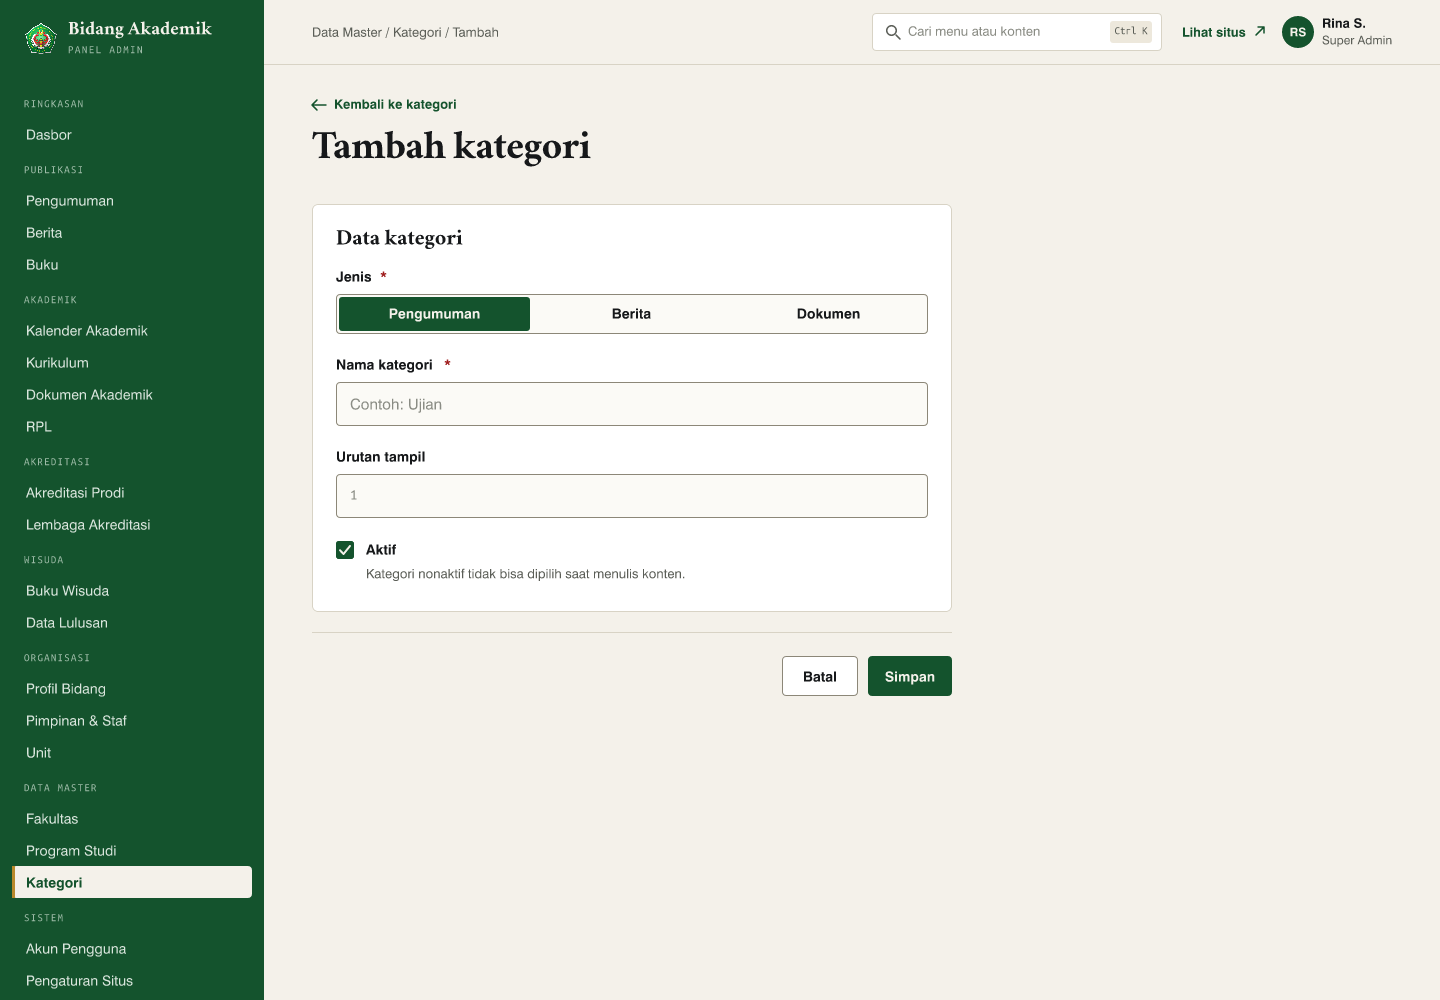 Bidang Akademik
PANEL ADMIN
RINGKASAN
Dasbor
PUBLIKASI
Pengumuman
Berita
Buku
AKADEMIK
Kalender Akademik
Kurikulum
Dokumen Akademik
RPL
AKREDITASI
Akreditasi Prodi
Lembaga Akreditasi
WISUDA
Buku Wisuda
Data Lulusan
ORGANISASI
Profil Bidang
Pimpinan & Staf
Unit
DATA MASTER
Fakultas
Program Studi
Kategori
SISTEM
Akun Pengguna
Pengaturan Situs
Data Master / Kategori / Tambah
Cari menu atau konten
Ctrl K
Lihat situs
RS
Rina S.
Super Admin
Kembali ke kategori
Tambah kategori
Data kategori
Jenis *
Pengumuman
Berita
Dokumen
Nama kategori *
Contoh: Ujian
Urutan tampil
1
Aktif
Kategori nonaktif tidak bisa dipilih saat menulis konten.
Batal
Simpan